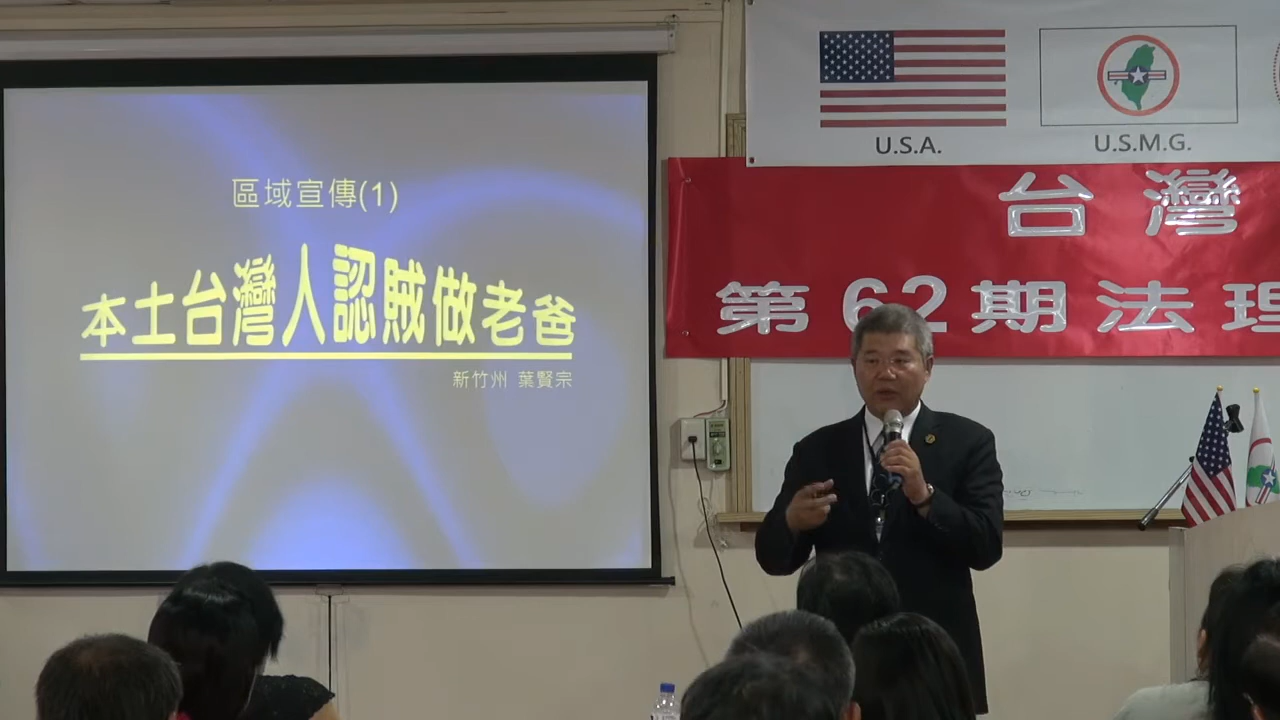 區域宣傳(1)
本土台灣人認賊做老爸
新竹州 葉賢宗
U.S.A.
U.S.M.G.
台灣
第62期法理